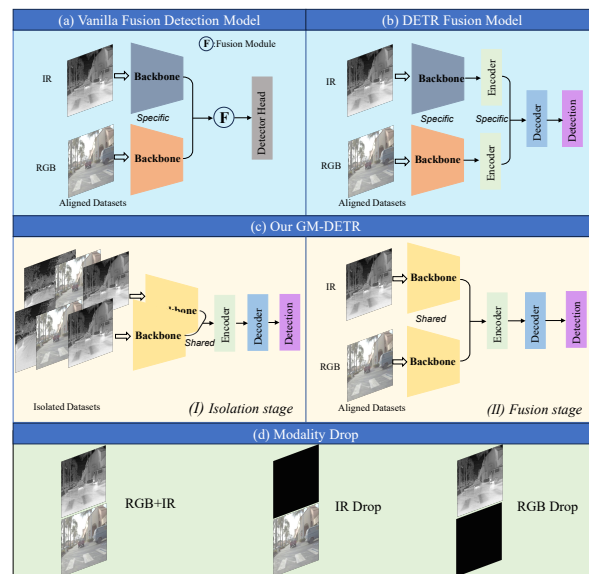 (a) Vanilla Fusion Detection Model
F :Fusion Module
IR
Backbone
Specific
F
Detector Head
RGB
Backbone
Aligned Datasets
(b) DETR Fusion Model
IR
Backbone
Encoder
Specific
Specific
Decoder
Detection
RGB
Backbone
Encoder
Aligned Datasets
(c) Our GM-DETR
Backbone
Shared
Encoder
Decoder
Detection
Isolated Datasets
(I) Isolation stage
IR
Backbone
Shared
Encoder
Decoder
Detection
RGB
Backbone
Aligned Datasets
(II) Fusion stage
(d) Modality Drop
RGB+IR
IR Drop
RGB Drop